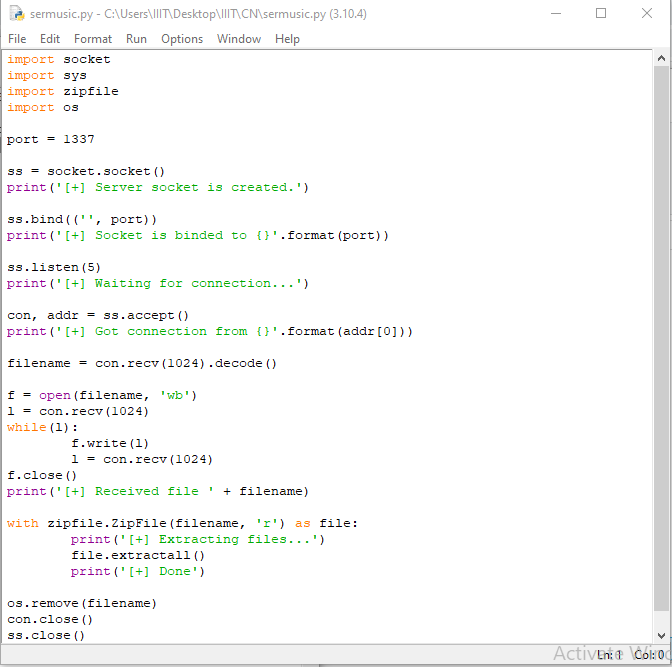 sermusic.py - C:\Users\IIIT\Desktop\IIIT\CN\sermusic.py (3.10.4)
File Edit Format Run Options Window Help
import socket
import sys
import zipfile
import os

port = 1337

ss = socket.socket()
print('[+] Server socket is created.')

ss.bind(('', port))
print('[+] Socket is binded to {}'.format(port))

ss.listen(5)
print('[+] Waiting for connection...')

con, addr = ss.accept()
print('[+] Got connection from {}'.format(addr[0]))

filename = con.recv(1024).decode()

f = open(filename, 'wb')
l = con.recv(1024)
while(l):
        f.write(l)
        l = con.recv(1024)
f.close()
print('[+] Received file ' + filename)

with zipfile.ZipFile(filename, 'r') as file:
        print('[+] Extracting files...')
        file.extractall()
        print('[+] Done')

os.remove(filename)
con.close()
ss.close()
Ln: 1 Col: 0